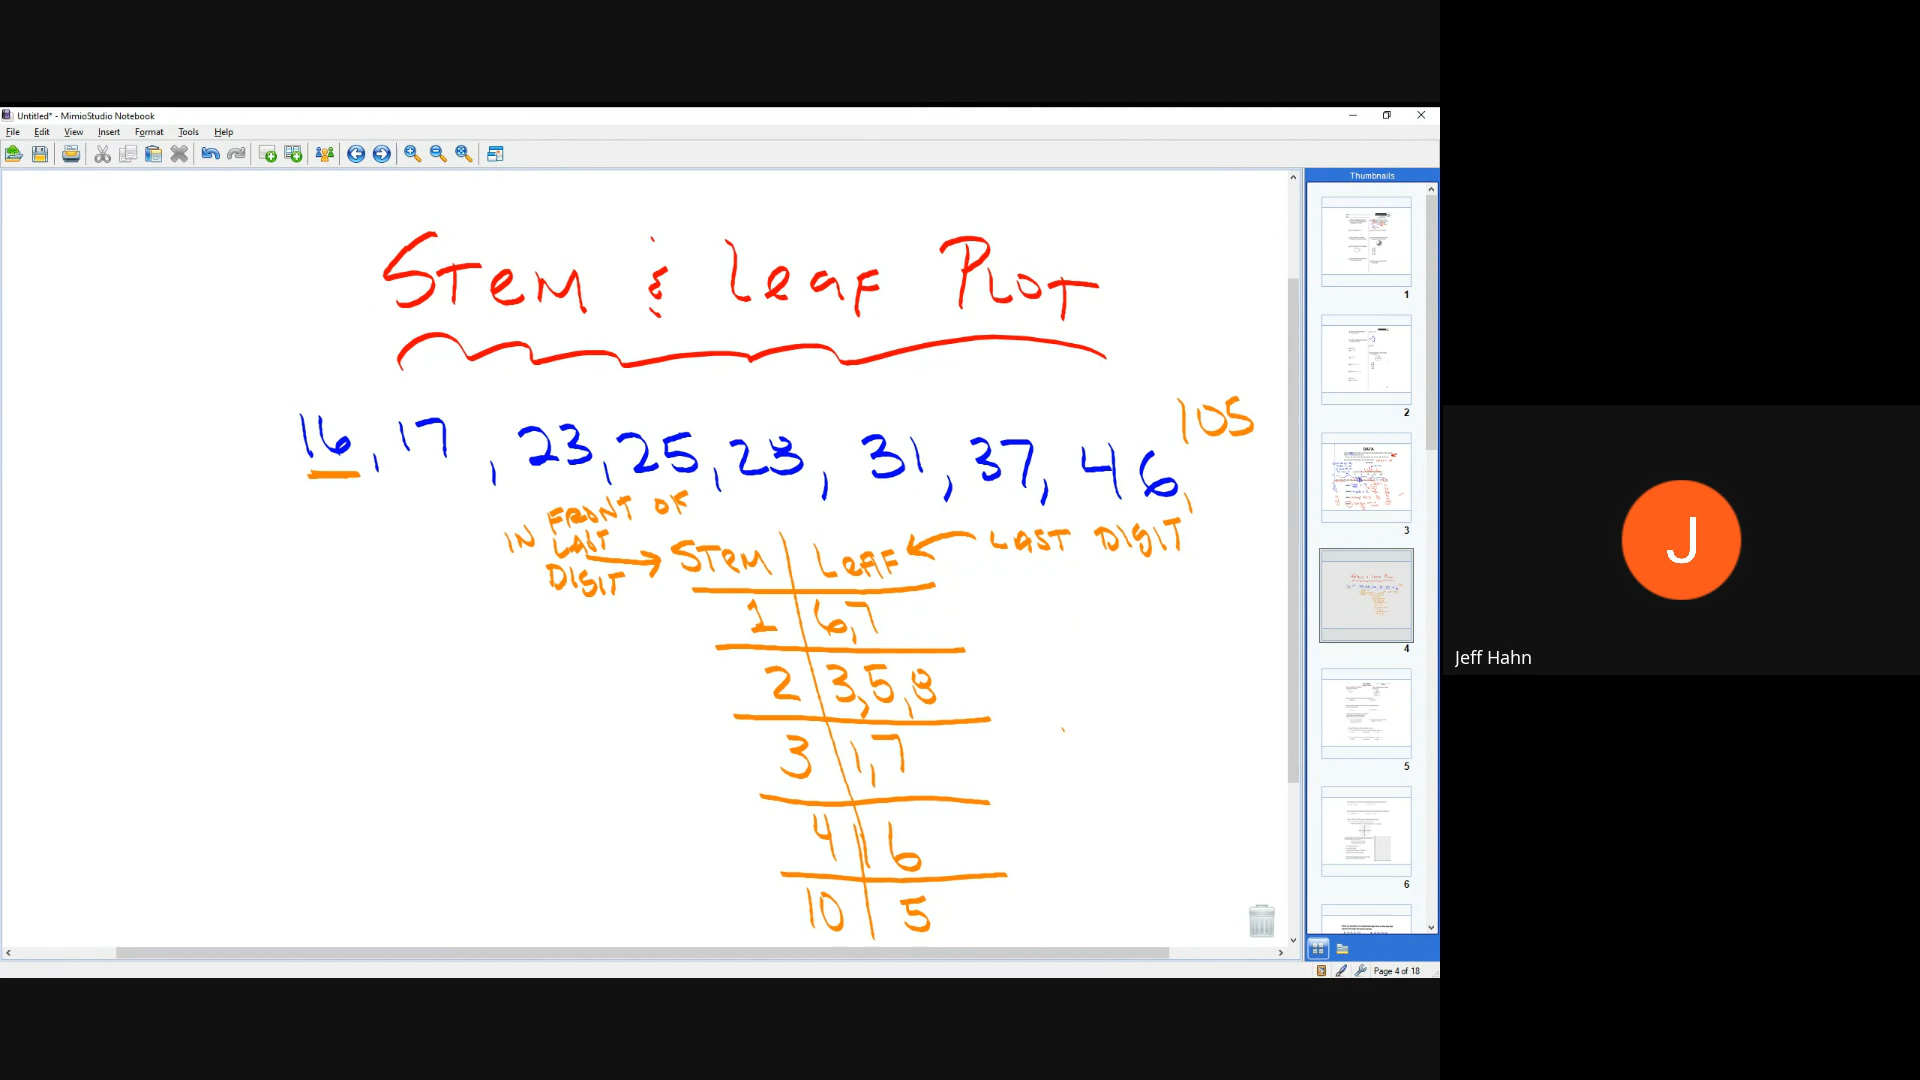 Untitled* - MimioStudio Notebook
File Edit View Insert Format Tools Help
Thumbnails
STeM & LeaF PLOT
16, 17, 23, 25, 28, 31, 37, 46, 105
IN FRONT OF LAST DIGIT
STeM LeaF LAST DIGIT
1 6,7
2 3,5,8
3 1,7
4 6
10 5
1
2
DATA
3
4
5
6
Page 4 of 18
J
Jeff Hahn